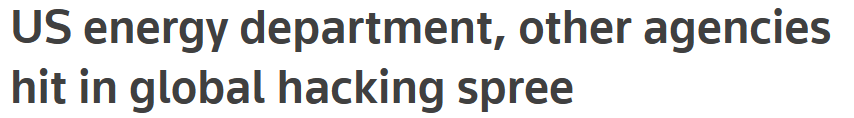 US energy department, other agencies
hit in global hacking spree